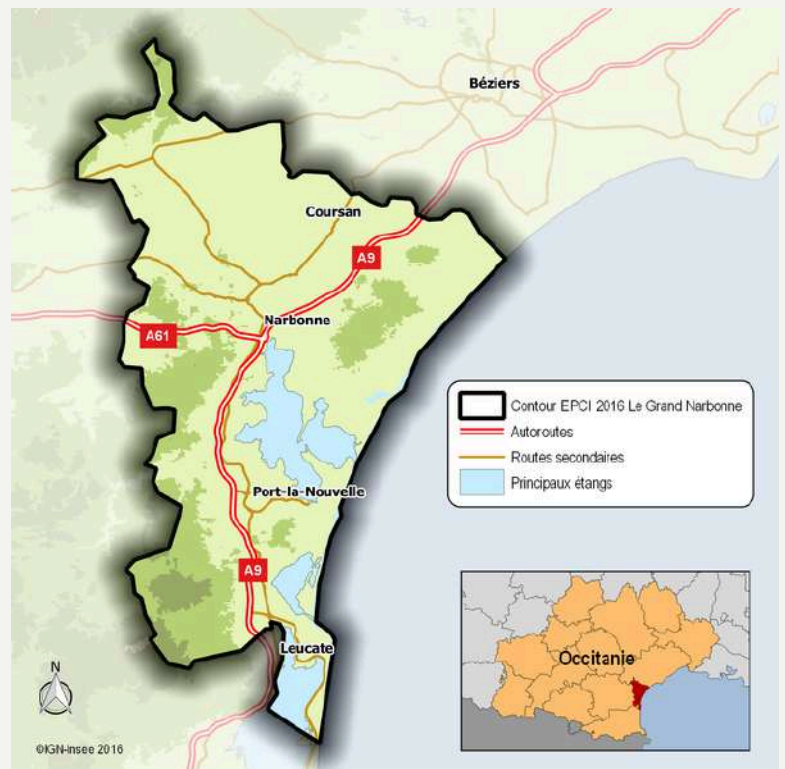 Béziers
Coursan
A9
Narbonne
A61
Contour EPCI 2016 Le Grand Narbonne
Autoroutes
Routes secondaires
Principaux étangs
Port-la-Nouvelle
A9
Leucate
Occitanie
N
©IGN-insee 2016